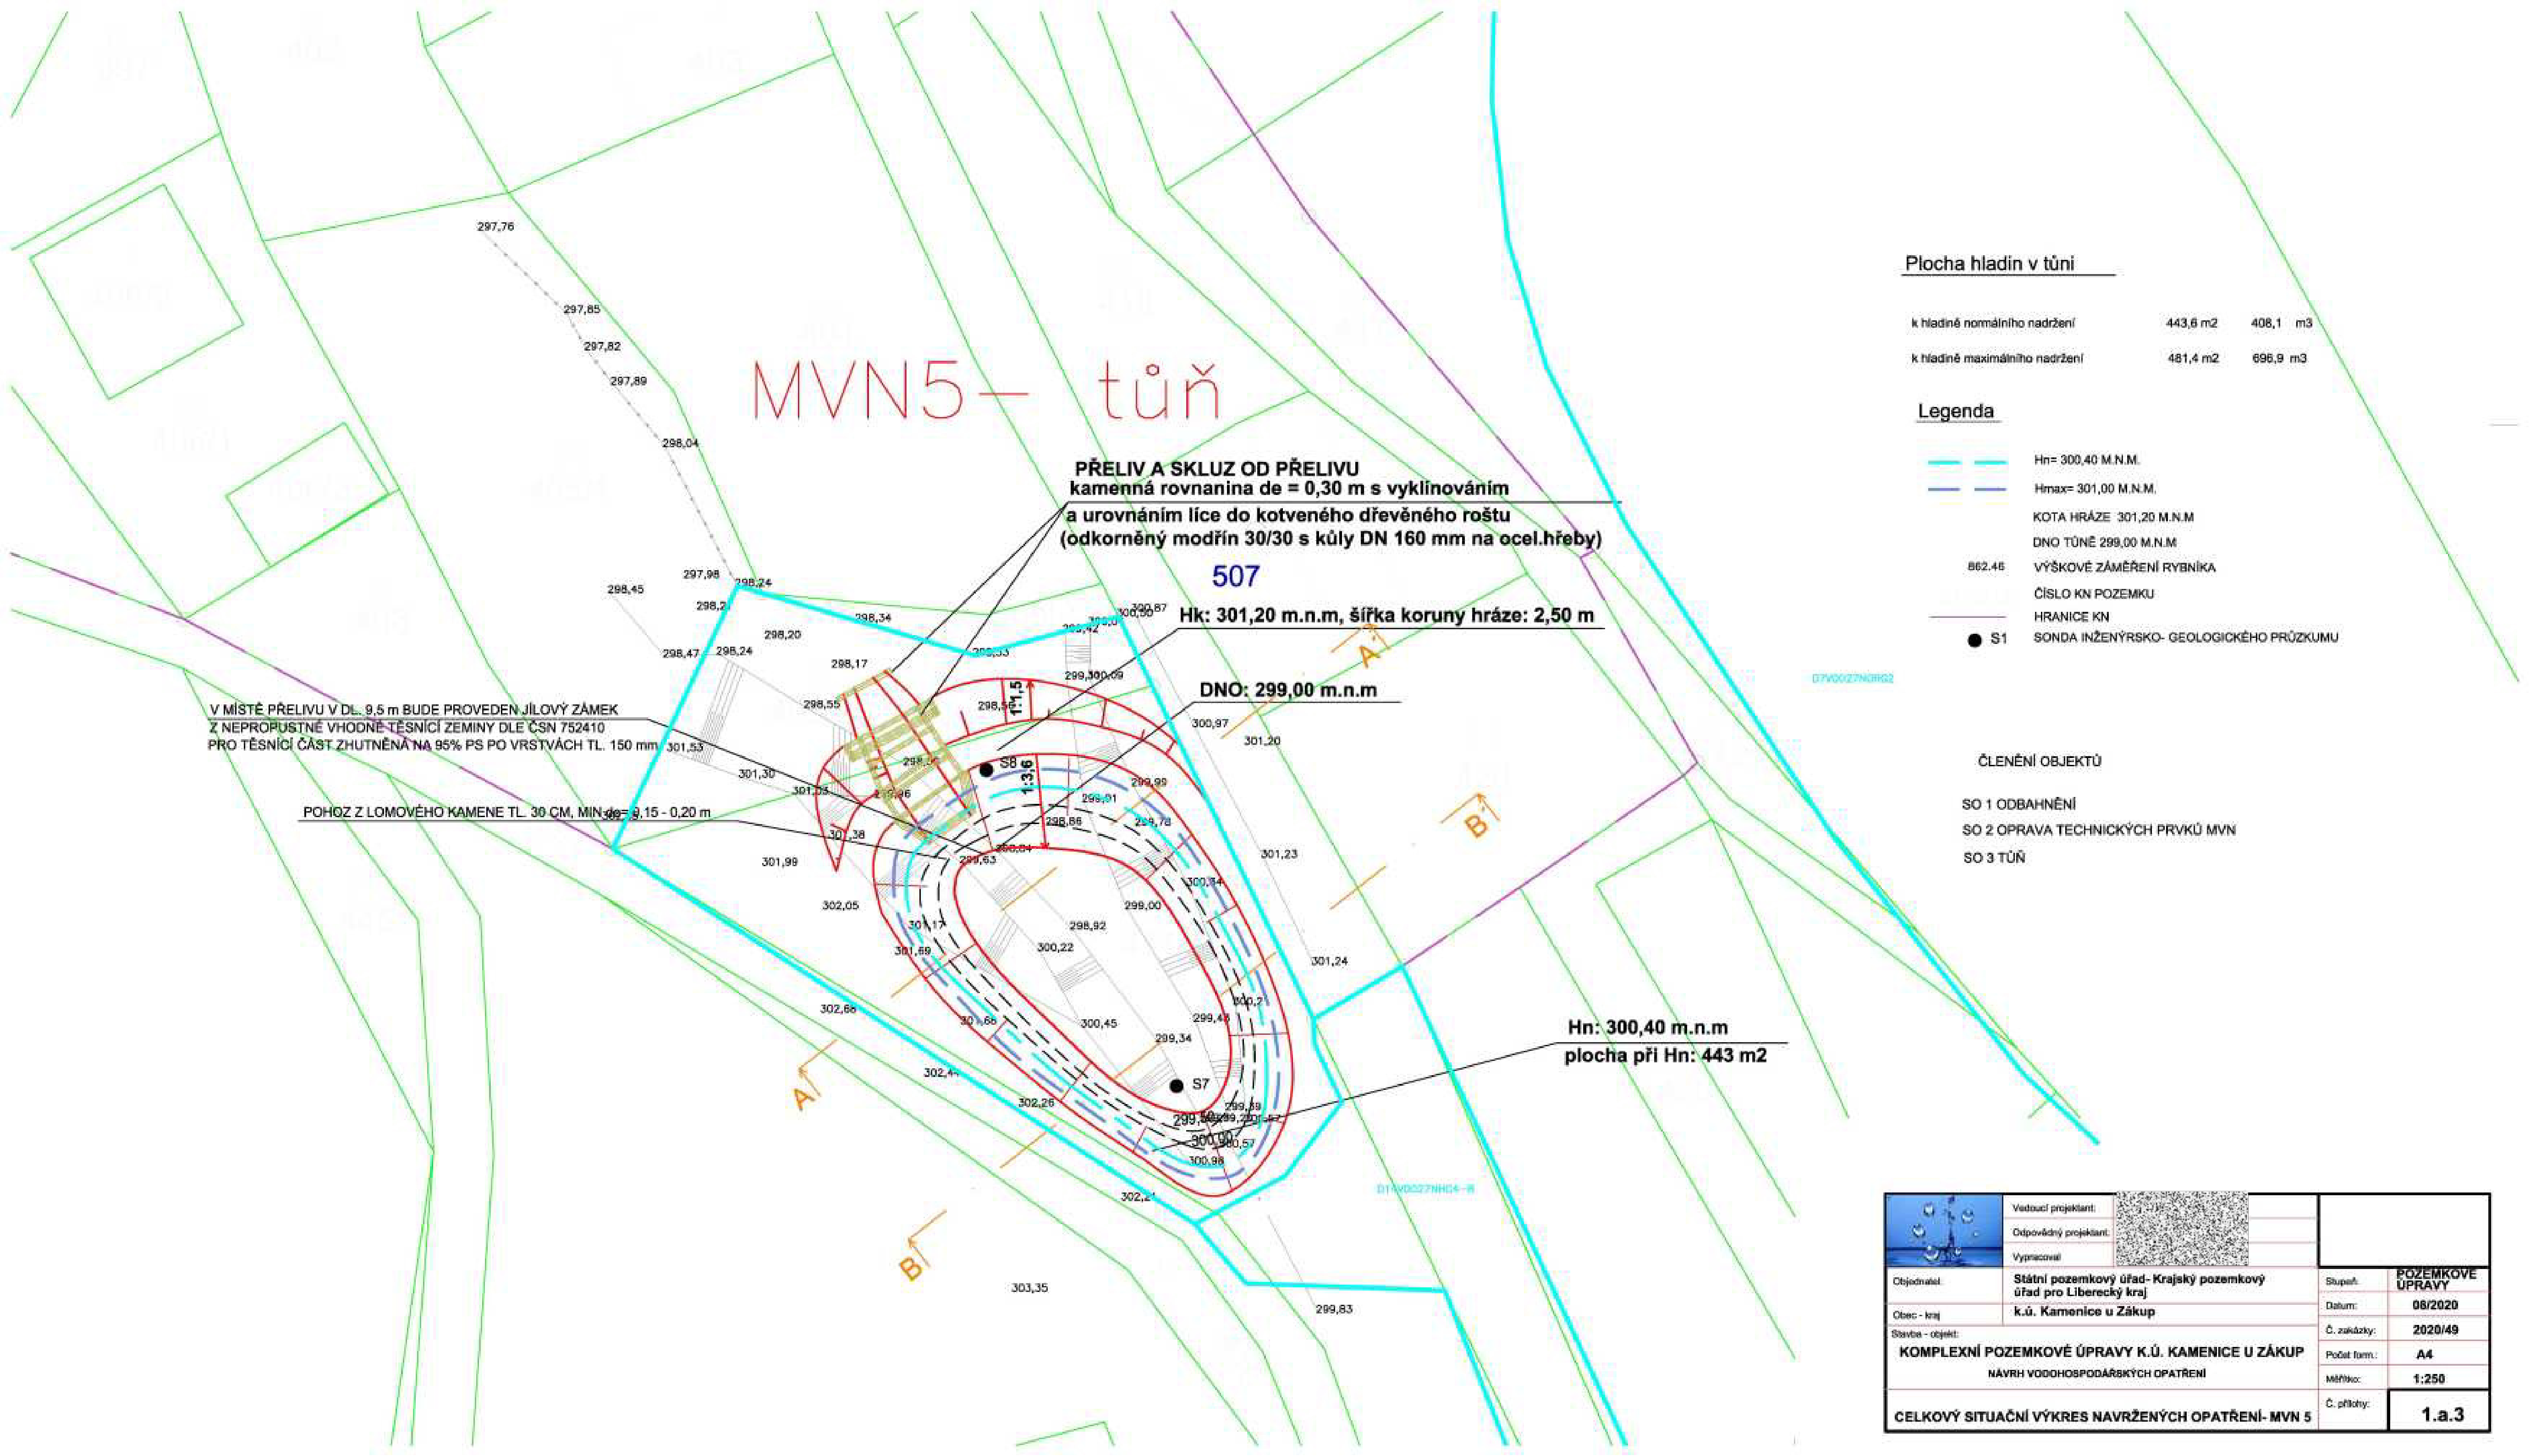 297,76
297,85
297,82
297,89
298,04
MVN5- tůň
PŘELIV A SKLUZ OD PŘELIVU
kamenná rovnanina de = 0,30 m s vyklínováním
a urovnáním líce do kotveného dřevěného roštu
(odkorněný modřín 30/30 s kůly DN 160 mm na ocel.hřeby)
507
Hk: 301,20 m.n.m, šířka koruny hráze: 2,50 m
DNO: 299,00 m.n.m
297,98
298,24
298,45
298,34
298,20
298,47
298,24
298,17
298,55
300,97
301,20
1:1,5
1:3,6
A
B
V MÍSTĚ PŘELIVU V DL. 9,5 m BUDE PROVEDEN JÍLOVÝ ZÁMEK
Z NEPROPUSTNÉ VHODNÉ TĚSNÍCÍ ZEMINY DLE ČSN 752410
PRO TĚSNÍCÍ ČÁST ZHUTNĚNÁ NA 95% PS PO VRSTVÁCH TL. 150 mm
301,53
301,30
S8
299,99
299,91
298,86
299,78
POHOZ Z LOMOVÉHO KAMENE TL. 30 CM, MIN de= 0,15 - 0,20 m
301,38
301,99
299,63
301,23
302,05
300,34
299,00
301,17
298,92
301,69
300,22
301,24
302,68
301,68
300,45
299,34
Hn: 300,40 m.n.m
plocha při Hn: 443 m2
302,44
S7
302,26
300,98
302,21
A
B
303,35
299,83
D7V0027NGRG2
Plocha hladin v tůni
k hladině normálního nadržení 443,6 m2 408,1 m3
k hladině maximálního nadržení 481,4 m2 696,9 m3
Legenda
Hn= 300,40 M.N.M.
Hmax= 301,00 M.N.M.
KOTA HRÁZE 301,20 M.N.M
DNO TŮNĚ 299,00 M.N.M
862.46 VÝŠKOVÉ ZÁMĚŘENÍ RYBNÍKA
ČÍSLO KN POZEMKU
HRANICE KN
S1 SONDA INŽENÝRSKO- GEOLOGICKÉHO PRŮZKUMU
ČLENĚNÍ OBJEKTŮ
SO 1 ODBAHNĚNÍ
SO 2 OPRAVA TECHNICKÝCH PRVKŮ MVN
SO 3 TŮŇ
Vedoucí projektant:
Odpovědný projektant:
Vypracoval
Objednatel: Státní pozemkový úřad- Krajský pozemkový
úřad pro Liberecký kraj
Obec - kraj k.ú. Kamenice u Zákup
Stavba - objekt:
KOMPLEXNÍ POZEMKOVÉ ÚPRAVY K.Ú. KAMENICE U ZÁKUP
NÁVRH VODOHOSPODÁŘSKÝCH OPATŘENÍ
CELKOVÝ SITUAČNÍ VÝKRES NAVRŽENÝCH OPATŘENÍ- MVN 5
Stupeň: POZEMKOVÉ
ÚPRAVY
Datum: 08/2020
Č. zakázky: 2020/49
Počet form.: A4
Měřítko: 1:250
Č. přílohy: 1.a.3